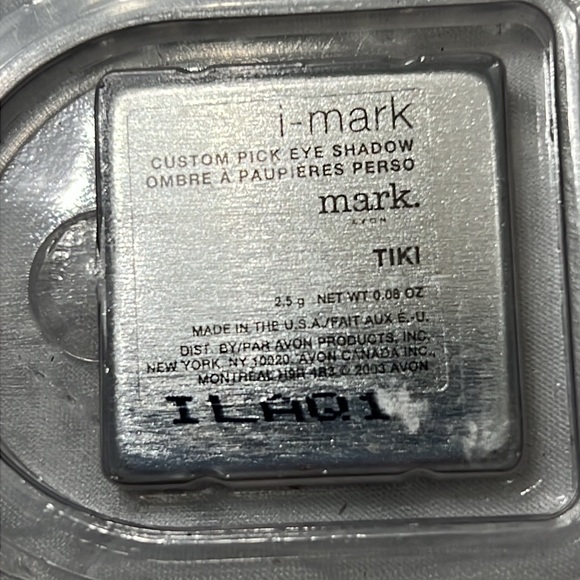 i-mark
CUSTOM PICK EYE SHADOW
OMBRE À PAUPIÈRES PERSO
mark.
AVON
TIKI
2.5 g NET WT 0.08 OZ
MADE IN THE U.S.A./FAIT AUX É.-U.
DIST. BY/PAR AVON PRODUCTS, INC.
NEW YORK, NY 10020. AVON CANADA INC.,
MONTRÉAL H9R 4R3 © 2003 AVON
ILAQ1